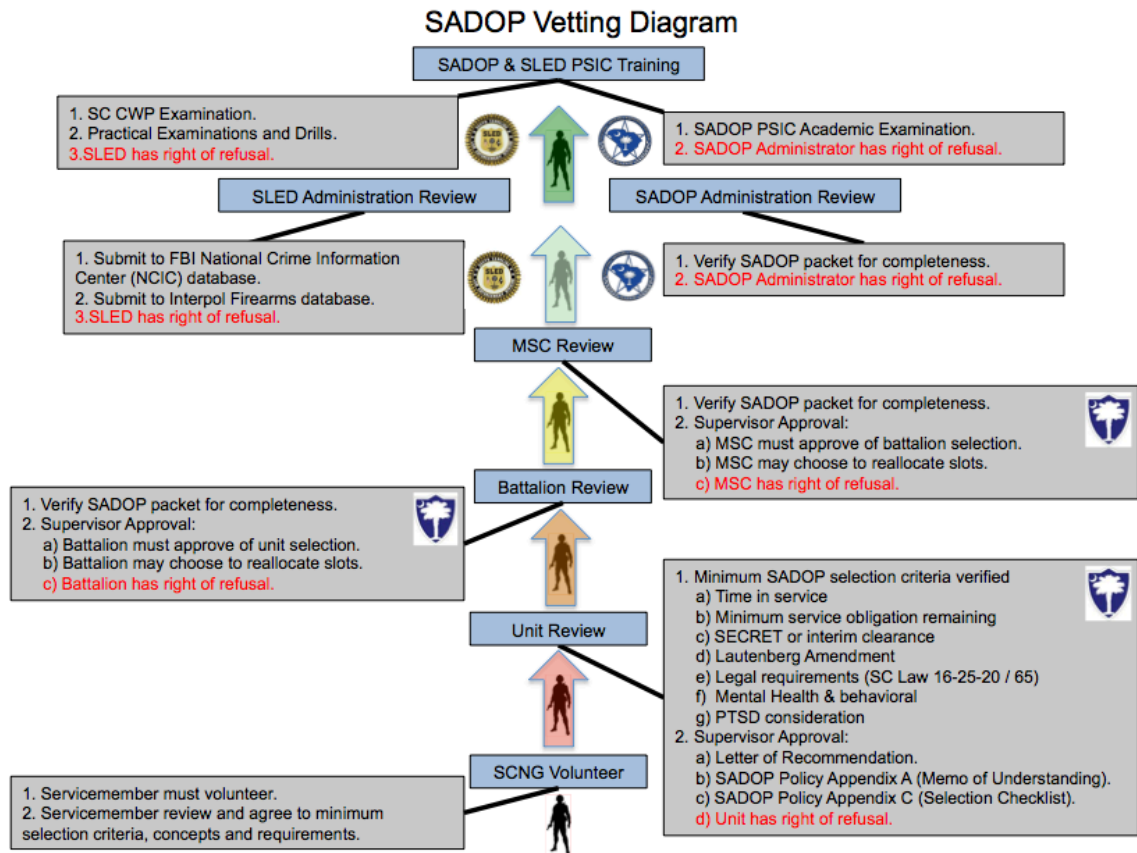 SADOP Vetting Diagram
SADOP & SLED PSIC Training
1. SC CWP Examination.
2. Practical Examinations and Drills.
3.SLED has right of refusal.
SLED
1. SADOP PSIC Academic Examination.
2. SADOP Administrator has right of refusal.
SLED Administration Review
SADOP Administration Review
1. Submit to FBI National Crime Information
Center (NCIC) database.
2. Submit to Interpol Firearms database.
3.SLED has right of refusal.
SLED
1. Verify SADOP packet for completeness.
2. SADOP Administrator has right of refusal.
MSC Review
1. Verify SADOP packet for completeness.
2. Supervisor Approval:
a) MSC must approve of battalion selection.
b) MSC may choose to reallocate slots.
c) MSC has right of refusal.
Battalion Review
1. Verify SADOP packet for completeness.
2. Supervisor Approval:
a) Battalion must approve of unit selection.
b) Battalion may choose to reallocate slots.
c) Battalion has right of refusal.
Unit Review
1. Minimum SADOP selection criteria verified
a) Time in service
b) Minimum service obligation remaining
c) SECRET or interim clearance
d) Lautenberg Amendment
e) Legal requirements (SC Law 16-25-20 / 65)
f) Mental Health & behavioral
g) PTSD consideration
2. Supervisor Approval:
a) Letter of Recommendation.
b) SADOP Policy Appendix A (Memo of Understanding).
c) SADOP Policy Appendix C (Selection Checklist).
d) Unit has right of refusal.
SCNG Volunteer
1. Servicemember must volunteer.
2. Servicemember review and agree to minimum
selection criteria, concepts and requirements.